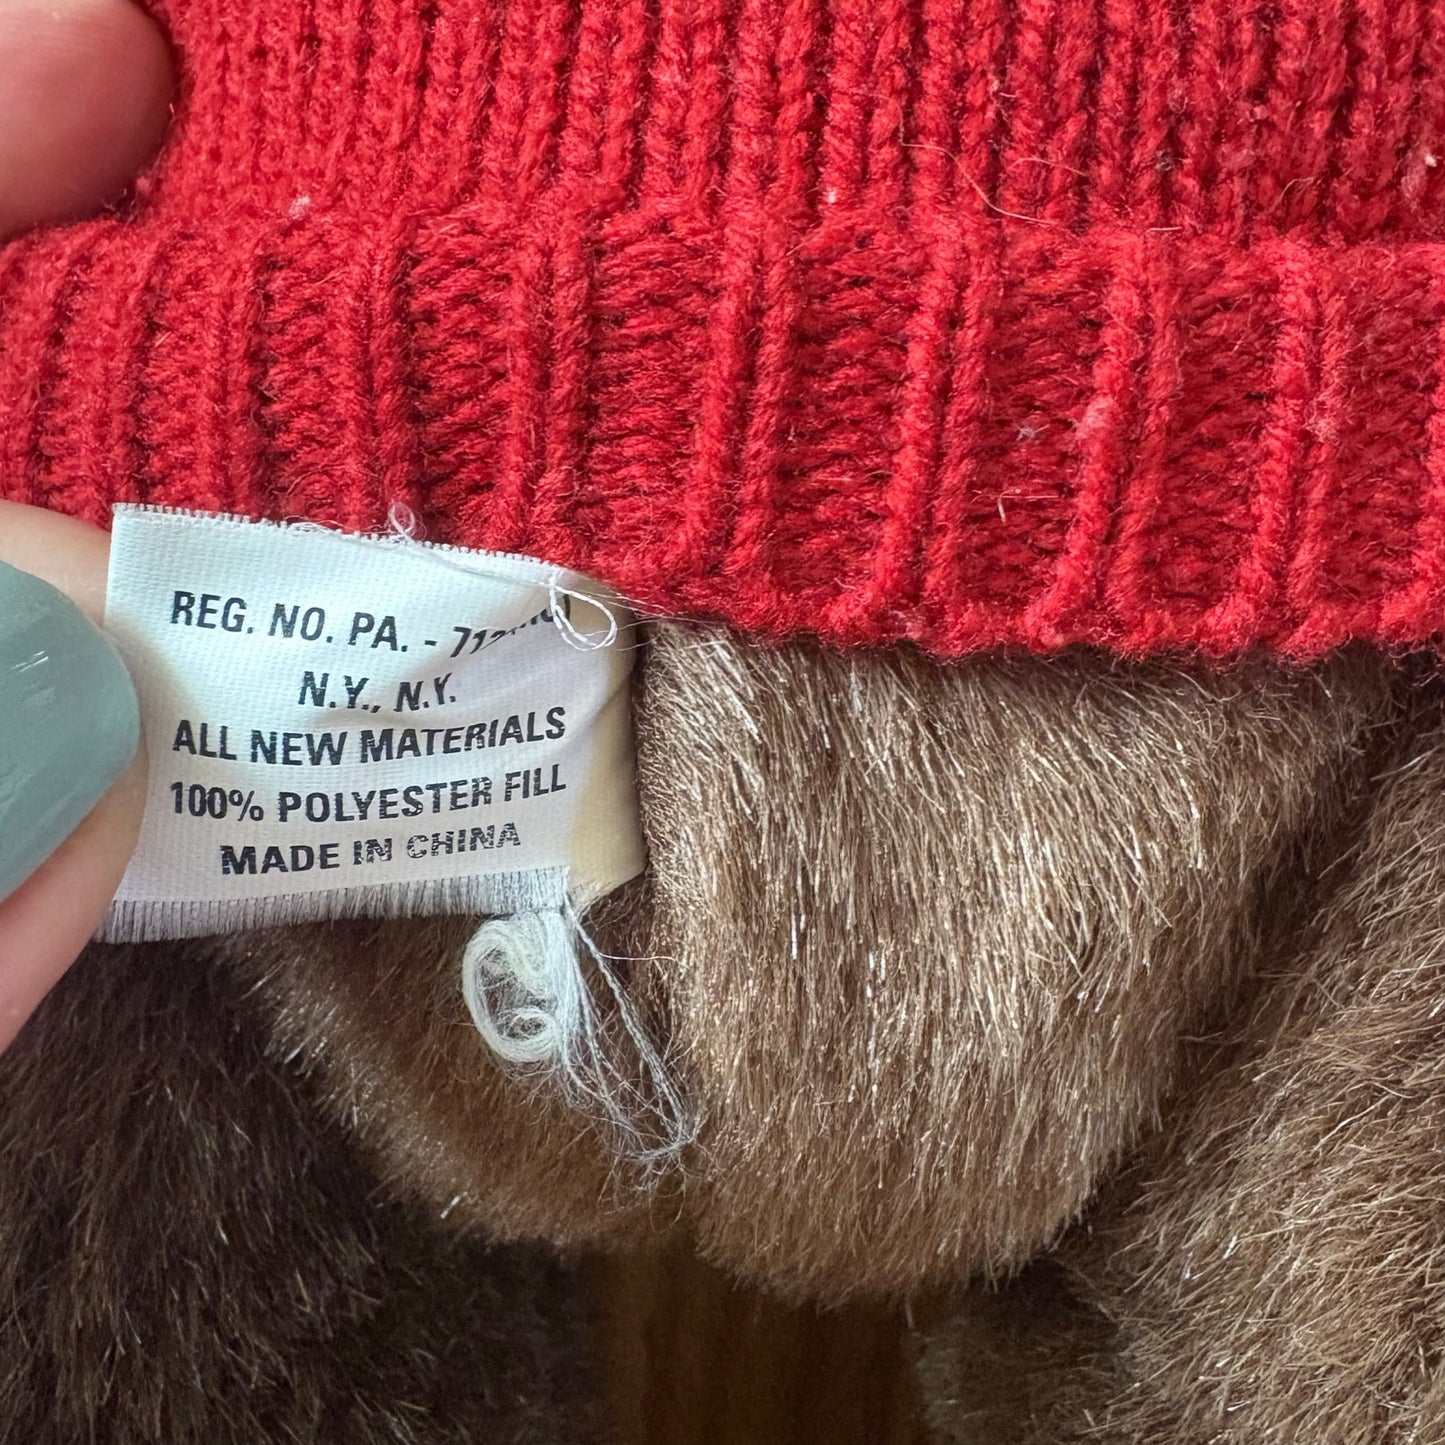 REG. NO. PA. -
N.Y., N.Y.
ALL NEW MATERIALS
100% POLYESTER FILL
MADE IN CHINA